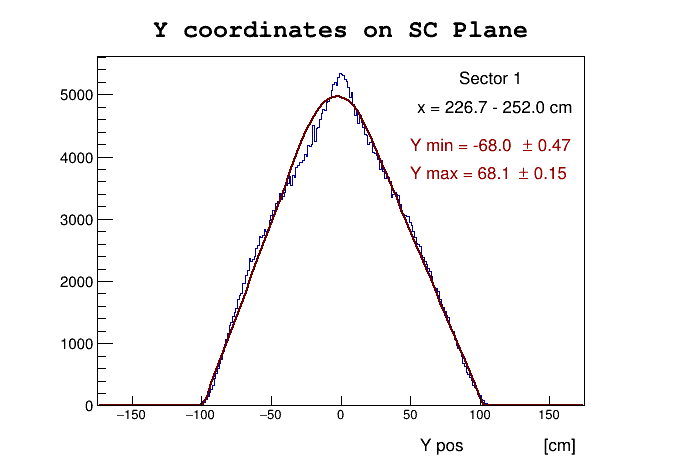 Y coordinates on SC Plane
Sector 1
x = 226.7 - 252.0 cm
Y min = -68.0 ± 0.47
Y max = 68.1 ± 0.15
5000
4000
3000
2000
1000
0
−150 −100 −50 0 50 100 150
Y pos [cm]